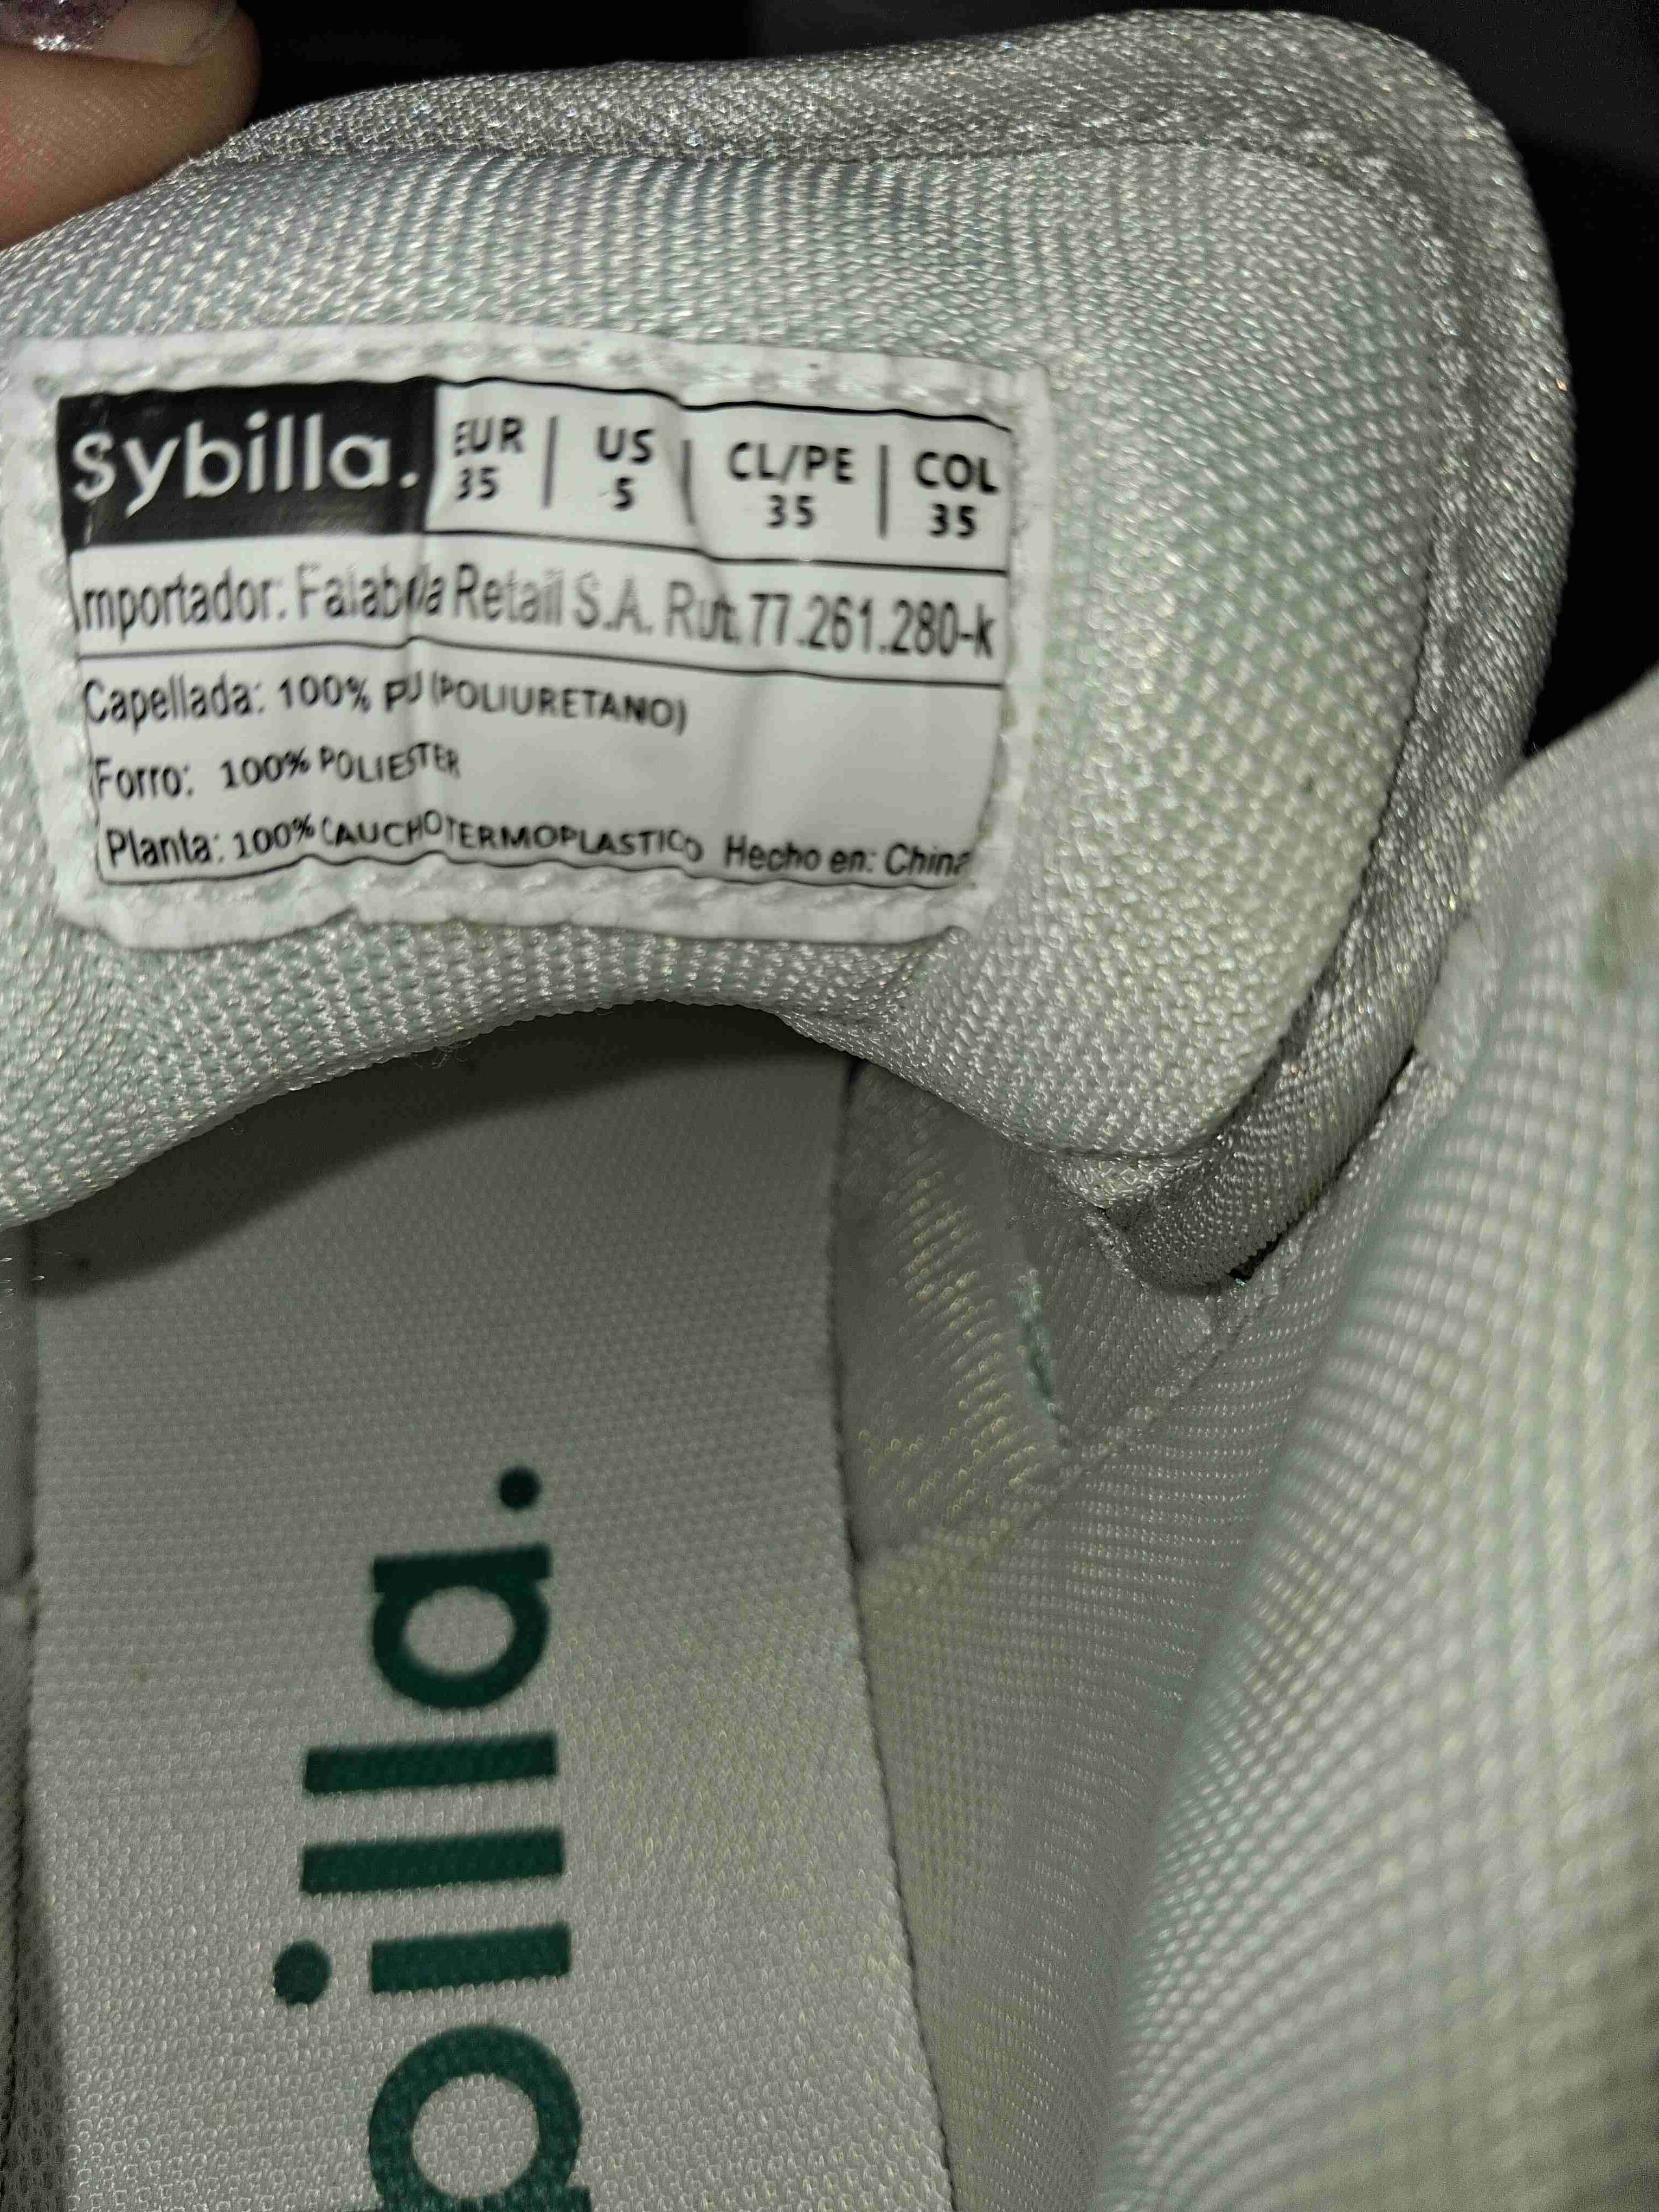 sybilla. EUR | US | CL/PE | COL
35 5 35 35
Importador: Falabella Retail S.A. Rut. 77.261.280-k
Capellada: 100% PU (POLIURETANO)
Forro: 100% POLIESTER
Planta: 100% CAUCHO TERMOPLASTICO Hecho en: China
billa.